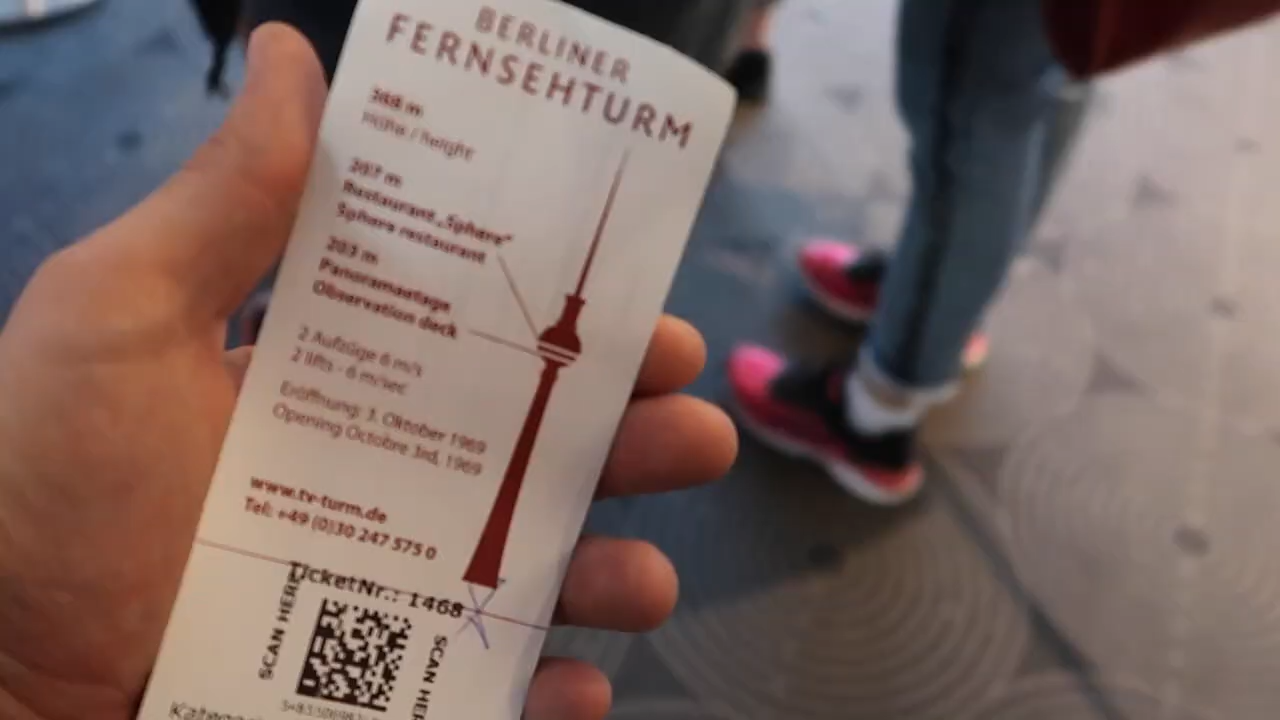 BERLINER
FERNSEHTURM
368 m
Höhe / height
207 m
Restaurant „Sphere"
Sphere restaurant
203 m
Panoramaetage
Observation deck
2 Aufzüge 6 m/s
2 lifts - 6 m/sec
Eröffnung: 3. Oktober 1969
Opening Octobre 3rd, 1969
www.tv-turm.de
Tel: +49 (0)30 247 575 0
TicketNr.: 1468
SCAN HERE
SCAN HER